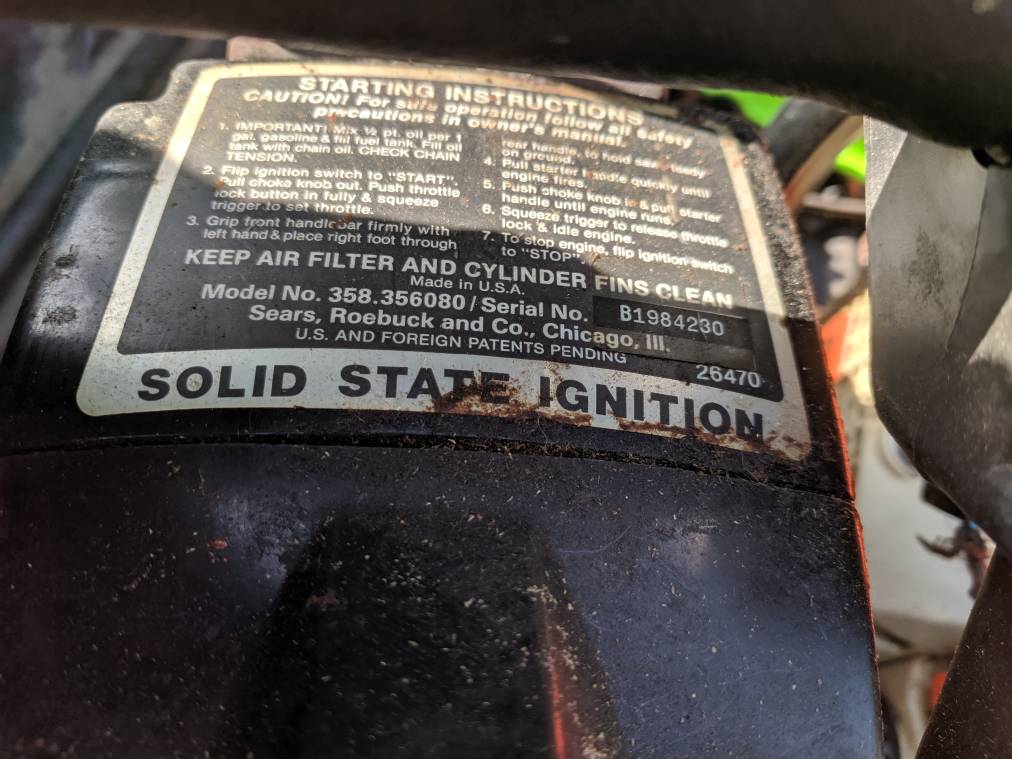 STARTING INSTRUCTIONS
CAUTION! For safe operation follow all safety
precautions in owner's manual.
1. IMPORTANT! Mix ½ pt. oil per 1
gal. gasoline & fill fuel tank. Fill oil
tank with chain oil. CHECK CHAIN
TENSION.
2. Flip ignition switch to "START".
Pull choke knob out. Push throttle
lock button in fully & squeeze
trigger to set throttle.
3. Grip front handlebar firmly with
left hand & place right foot through
rear handle, to hold saw steady
on ground.
4. Pull starter handle quickly until
engine fires.
5. Push choke knob in & pull starter
handle until engine runs.
6. Squeeze trigger to release throttle
lock & idle engine.
7. To stop engine, flip ignition switch
to "STOP".
KEEP AIR FILTER AND CYLINDER FINS CLEAN
Made in U.S.A.
Model No. 358.356080 / Serial No. B1984230
Sears, Roebuck and Co., Chicago, Ill.
U.S. AND FOREIGN PATENTS PENDING
26470
SOLID STATE IGNITION